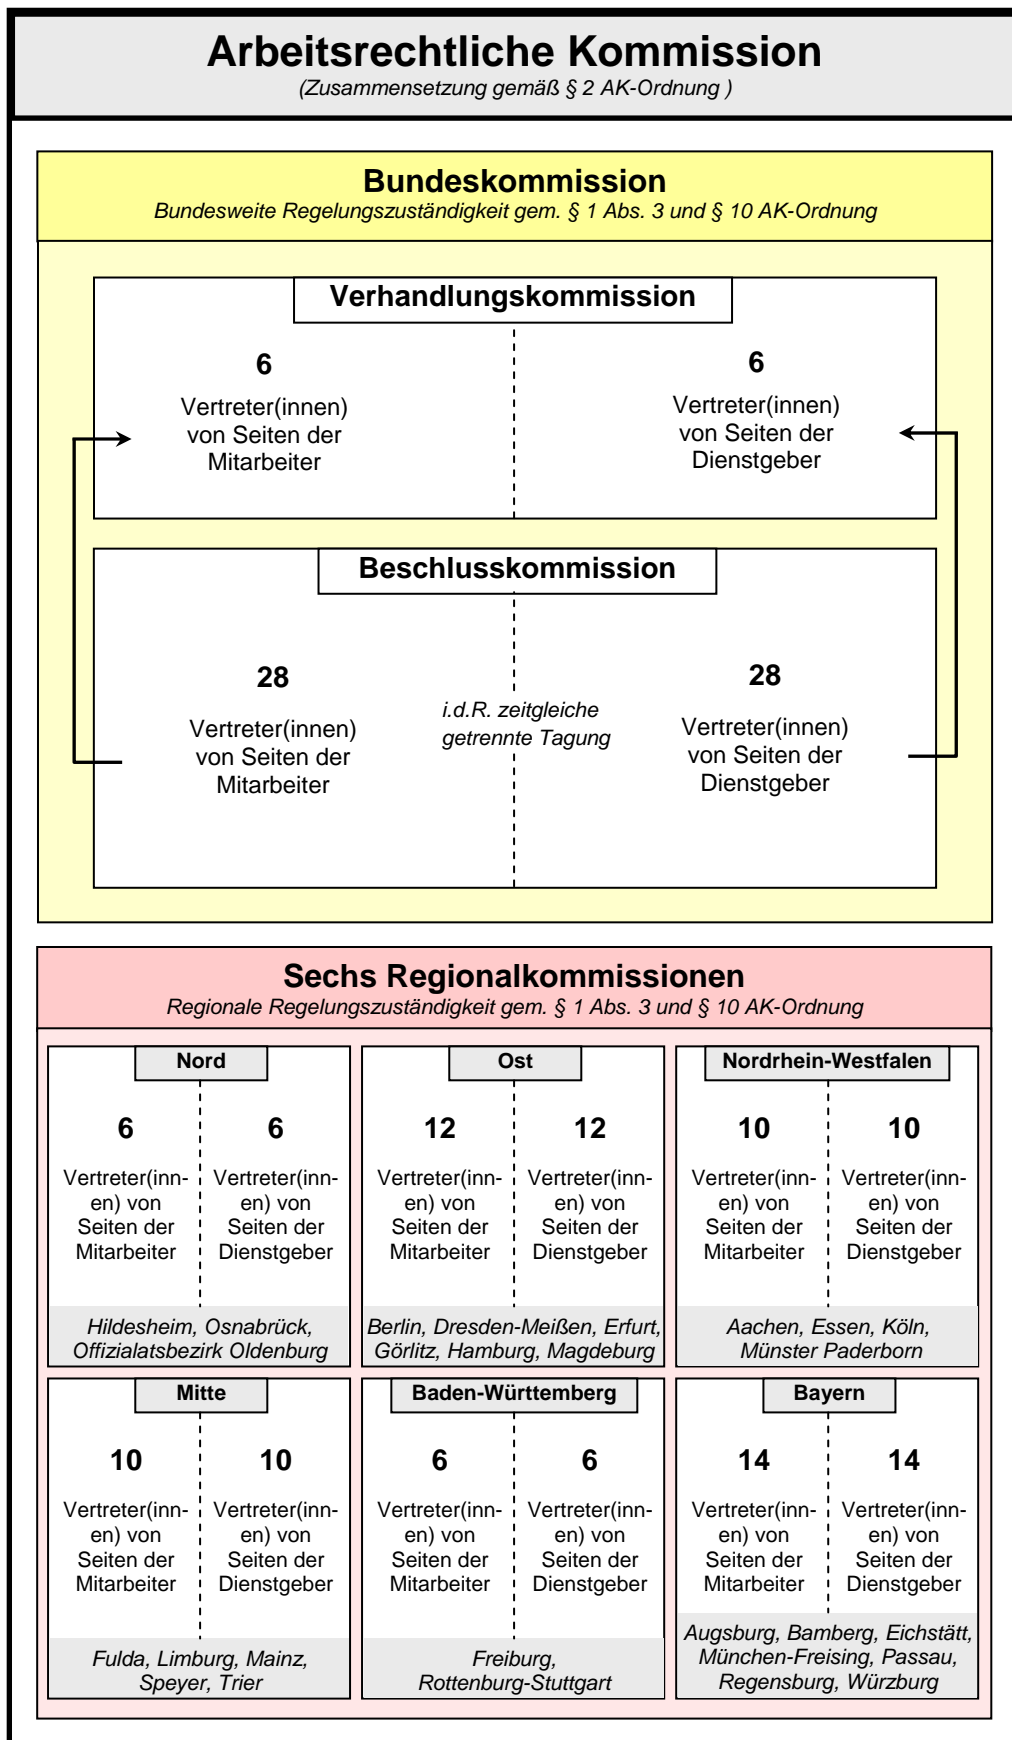 Arbeitsrechtliche Kommission
(Zusammensetzung gemäß § 2 AK-Ordnung )
Bundeskommission
Bundesweite Regelungszuständigkeit gem. § 1 Abs. 3 und § 10 AK-Ordnung
Verhandlungskommission
6
Vertreter(innen)
von Seiten der
Mitarbeiter
6
Vertreter(innen)
von Seiten der
Dienstgeber
Beschlusskommission
28
Vertreter(innen)
von Seiten der
Mitarbeiter
i.d.R. zeitgleiche
getrennte Tagung
28
Vertreter(innen)
von Seiten der
Dienstgeber
Sechs Regionalkommissionen
Regionale Regelungszuständigkeit gem. § 1 Abs. 3 und § 10 AK-Ordnung
Nord
6
Vertreter(inn-
en) von
Seiten der
Mitarbeiter
6
Vertreter(inn-
en) von
Seiten der
Dienstgeber
Hildesheim, Osnabrück,
Offizialatsbezirk Oldenburg
Ost
12
Vertreter(inn-
en) von
Seiten der
Mitarbeiter
12
Vertreter(inn-
en) von
Seiten der
Dienstgeber
Berlin, Dresden-Meißen, Erfurt,
Görlitz, Hamburg, Magdeburg
Nordrhein-Westfalen
10
Vertreter(inn-
en) von
Seiten der
Mitarbeiter
10
Vertreter(inn-
en) von
Seiten der
Dienstgeber
Aachen, Essen, Köln,
Münster Paderborn
Mitte
10
Vertreter(inn-
en) von
Seiten der
Mitarbeiter
10
Vertreter(inn-
en) von
Seiten der
Dienstgeber
Fulda, Limburg, Mainz,
Speyer, Trier
Baden-Württemberg
6
Vertreter(inn-
en) von
Seiten der
Mitarbeiter
6
Vertreter(inn-
en) von
Seiten der
Dienstgeber
Freiburg,
Rottenburg-Stuttgart
Bayern
14
Vertreter(inn-
en) von
Seiten der
Mitarbeiter
14
Vertreter(inn-
en) von
Seiten der
Dienstgeber
Augsburg, Bamberg, Eichstätt,
München-Freising, Passau,
Regensburg, Würzburg